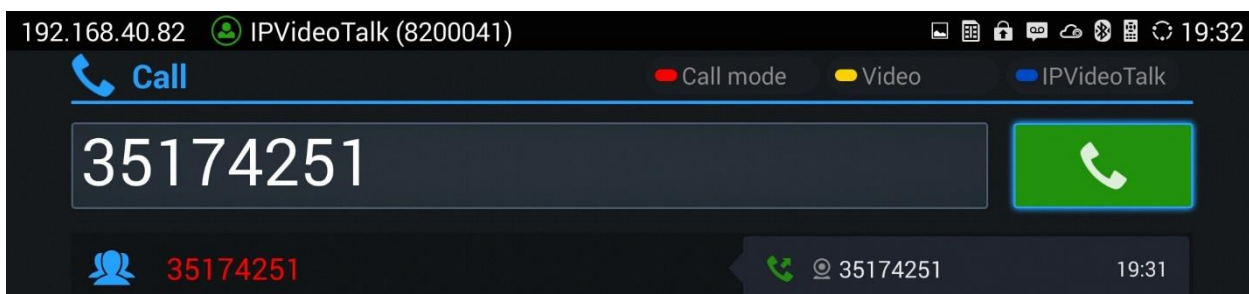 192.168.40.82 IPVideoTalk (8200041) 19:32
Call Call mode Video IPVideoTalk
35174251
35174251 35174251 19:31